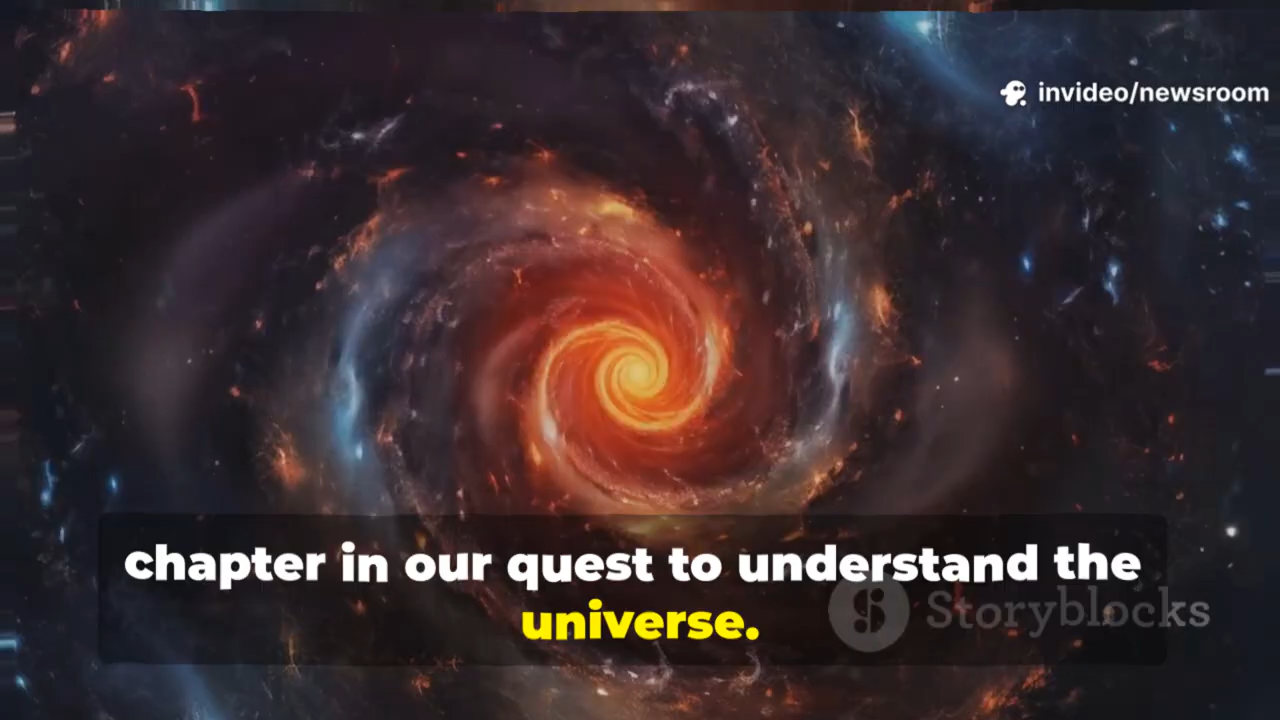 invideo/newsroom
chapter in our quest to understand the
universe.
Storyblocks